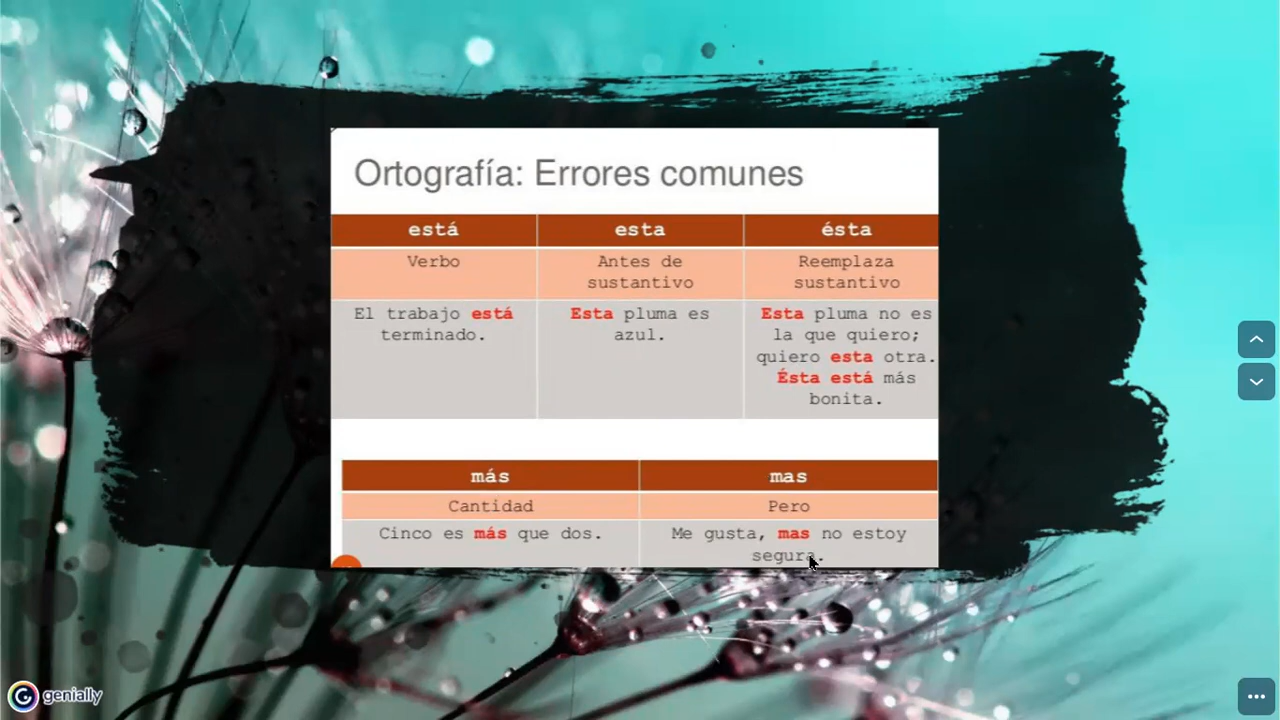 Ortografía: Errores comunes
está esta ésta
Verbo
Antes de
sustantivo
Reemplaza
sustantivo
El trabajo está
terminado.
Esta pluma es
azul.
Esta pluma no es
la que quiero;
quiero esta otra.
Ésta está más
bonita.
más mas
Cantidad Pero
Cinco es más que dos.
Me gusta, mas no estoy
segura.
genially